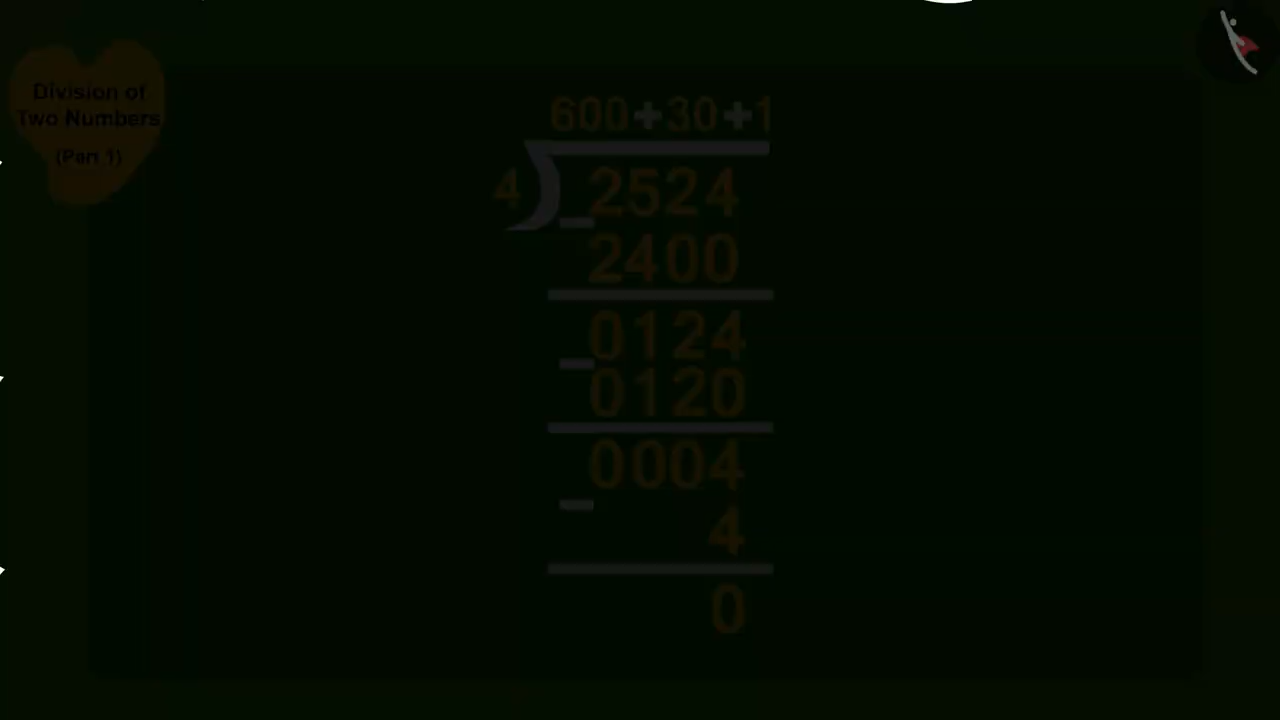 Division of
Two Numbers
(Part 1)
600+30+1
4 2524
2400
0124
0120
0004
4
0